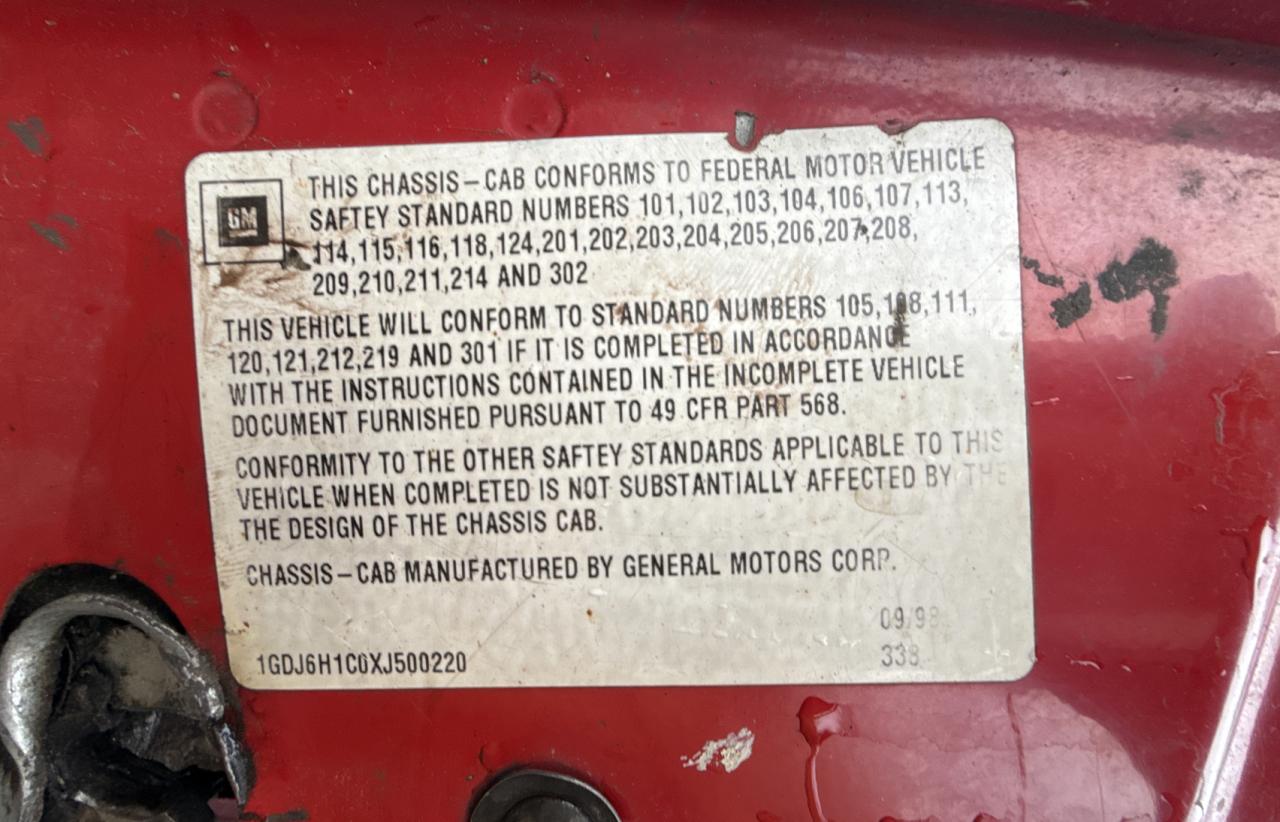 GM
THIS CHASSIS-CAB CONFORMS TO FEDERAL MOTOR VEHICLE
SAFTEY STANDARD NUMBERS 101,102,103,104,106,107,113,
114,115,116,118,124,201,202,203,204,205,206,207,208,
209,210,211,214 AND 302
THIS VEHICLE WILL CONFORM TO STANDARD NUMBERS 105,108,111,
120,121,212,219 AND 301 IF IT IS COMPLETED IN ACCORDANCE
WITH THE INSTRUCTIONS CONTAINED IN THE INCOMPLETE VEHICLE
DOCUMENT FURNISHED PURSUANT TO 49 CFR PART 568.
CONFORMITY TO THE OTHER SAFTEY STANDARDS APPLICABLE TO THIS
VEHICLE WHEN COMPLETED IS NOT SUBSTANTIALLY AFFECTED BY THE
THE DESIGN OF THE CHASSIS CAB.
CHASSIS-CAB MANUFACTURED BY GENERAL MOTORS CORP.
09/98
338
1GDJ6H1C0XJ500220